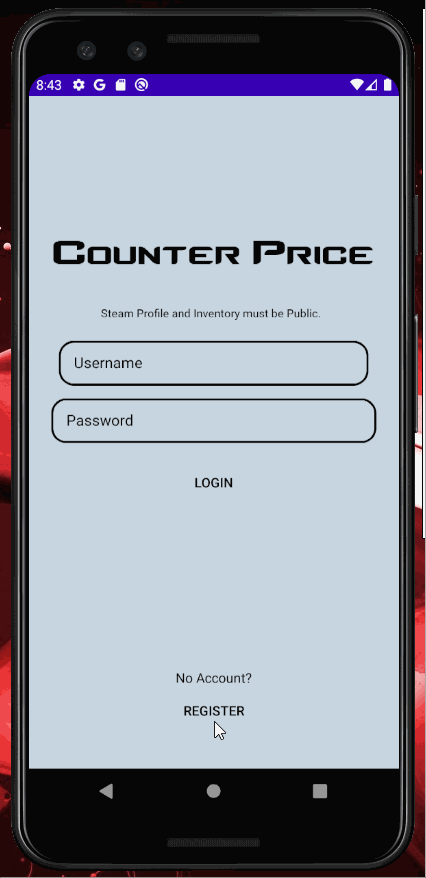 8:43
COUNTER PRICE
Steam Profile and Inventory must be Public.
Username
Password
LOGIN
No Account?
REGISTER